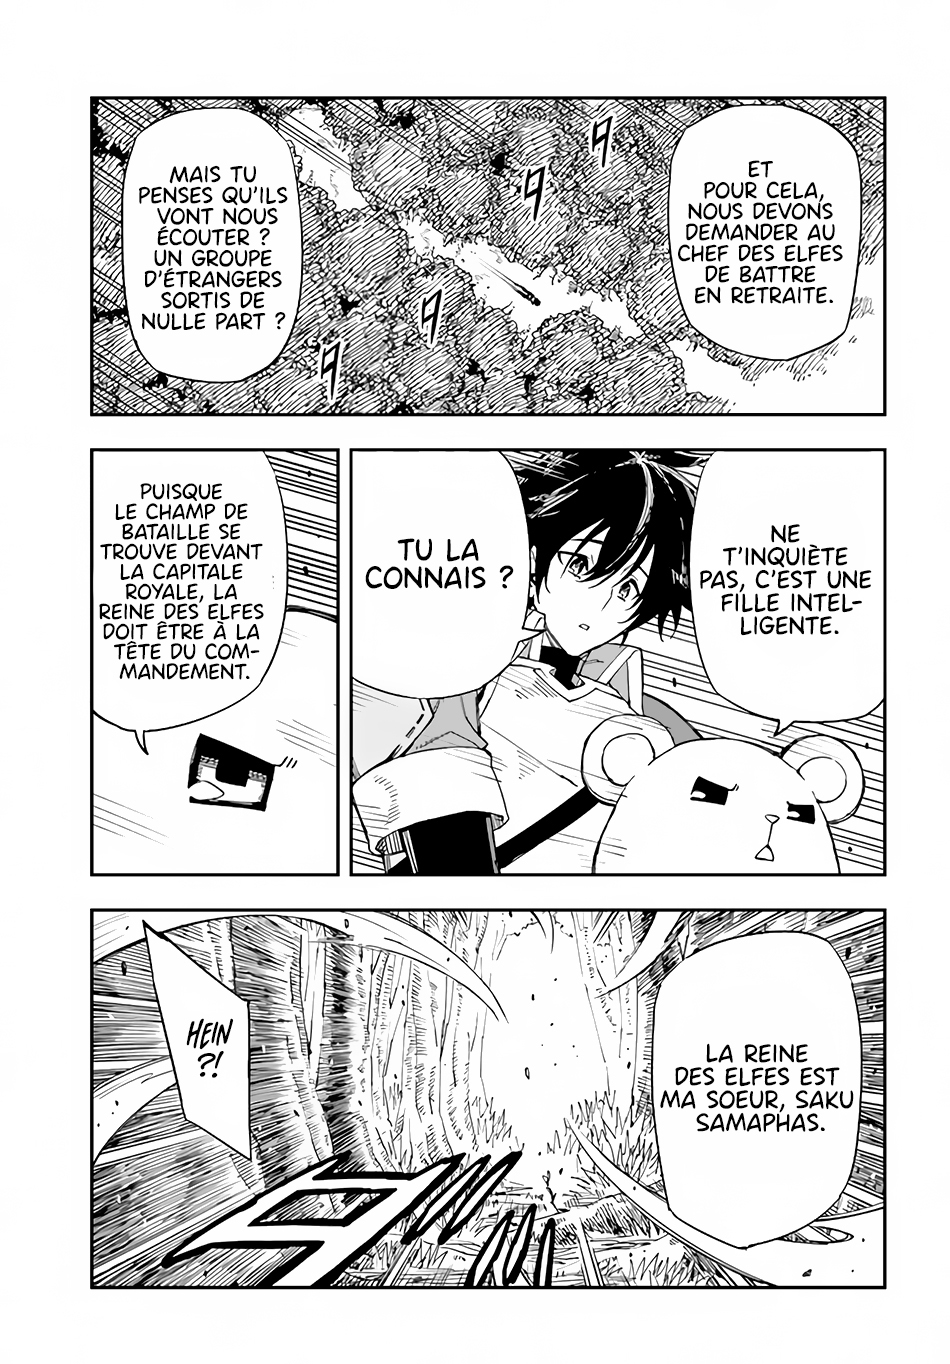 ET
POUR CELA,
NOUS DEVONS
DEMANDER AU
CHEF DES ELFES
DE BATTRE
EN RETRAITE.
MAIS TU
PENSES QU'ILS
VONT NOUS
ÉCOUTER ?
UN GROUPE
D'ÉTRANGERS
SORTIS DE
NULLE PART ?
タ
タ
タ
NE
T'INQUIÈTE
PAS, C'EST UNE
FILLE INTEL-
LIGENTE.
TU LA
CONNAIS ?
PUISQUE
LE CHAMP DE
BATAILLE SE
TROUVE DEVANT
LA CAPITALE
ROYALE, LA
REINE DES ELFES
DOIT ÊTRE À LA
TÊTE DU COM-
MANDEMENT.
LA REINE
DES ELFES EST
MA SOEUR, SAKU
SAMAPHAS.
HEIN
?!